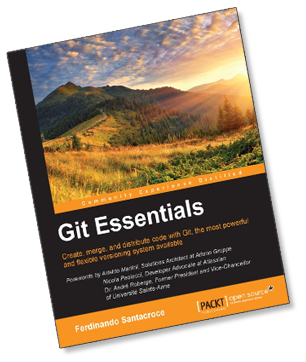 Community Experience Distilled
Git Essentials
Create, merge, and distribute code with Git, the most powerful
and flexible versioning system available
Forewords by Arialdo Martini, Solutions Architect at Aduno Gruppe
Nicola Paolucci, Developer Advocate at Atlassian
Dr. André Roberge, Former President and Vice-Chancellor
of Université Sainte-Anne
Ferdinando Santacroce
PACKT
PUBLISHING
open source